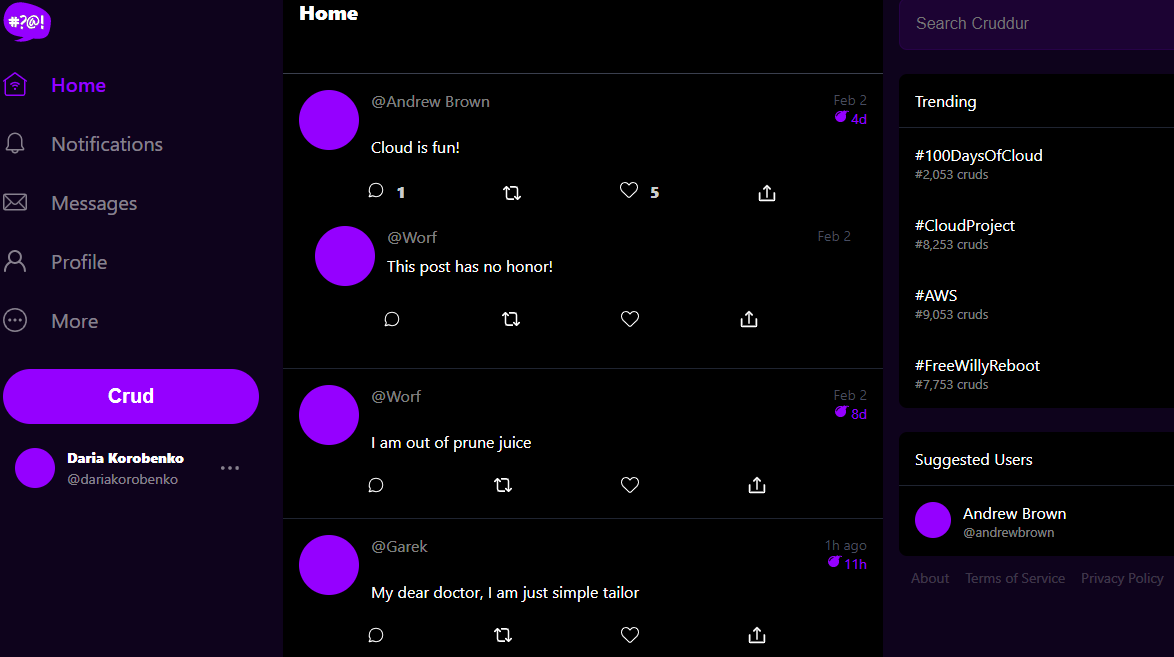 #?@!
Home
Notifications
Messages
Profile
More
Crud
Daria Korobenko
@dariakorobenko
Home
@Andrew Brown
Feb 2
4d
Cloud is fun!
1
5
@Worf
Feb 2
This post has no honor!
@Worf
Feb 2
8d
I am out of prune juice
@Garek
1h ago
11h
My dear doctor, I am just simple tailor
Search Cruddur
Trending
#100DaysOfCloud
#2,053 cruds
#CloudProject
#8,253 cruds
#AWS
#9,053 cruds
#FreeWillyReboot
#7,753 cruds
Suggested Users
Andrew Brown
@andrewbrown
About Terms of Service Privacy Policy